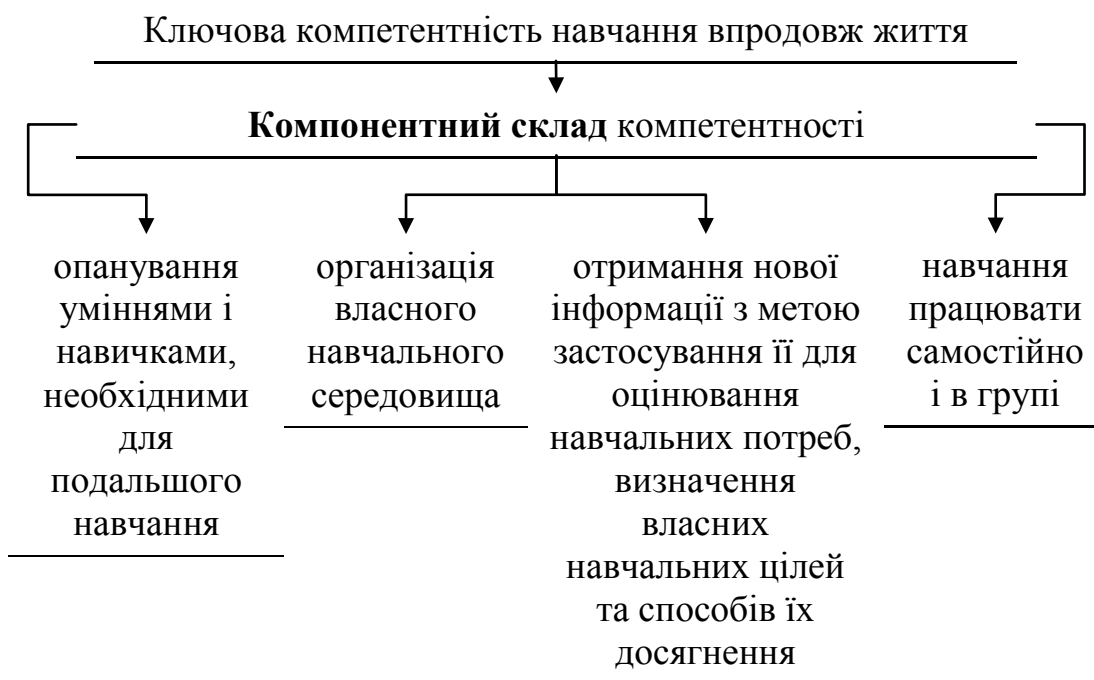 Ключова компетентність навчання впродовж життя
Компонентний склад компетентності
опанування
уміннями і
навичками,
необхідними
для
подальшого
навчання
організація
власного
навчального
середовища
отримання нової
інформації з метою
застосування її для
оцінювання
навчальних потреб,
визначення
власних
навчальних цілей
та способів їх
досягнення
навчання
працювати
самостійно
і в групі